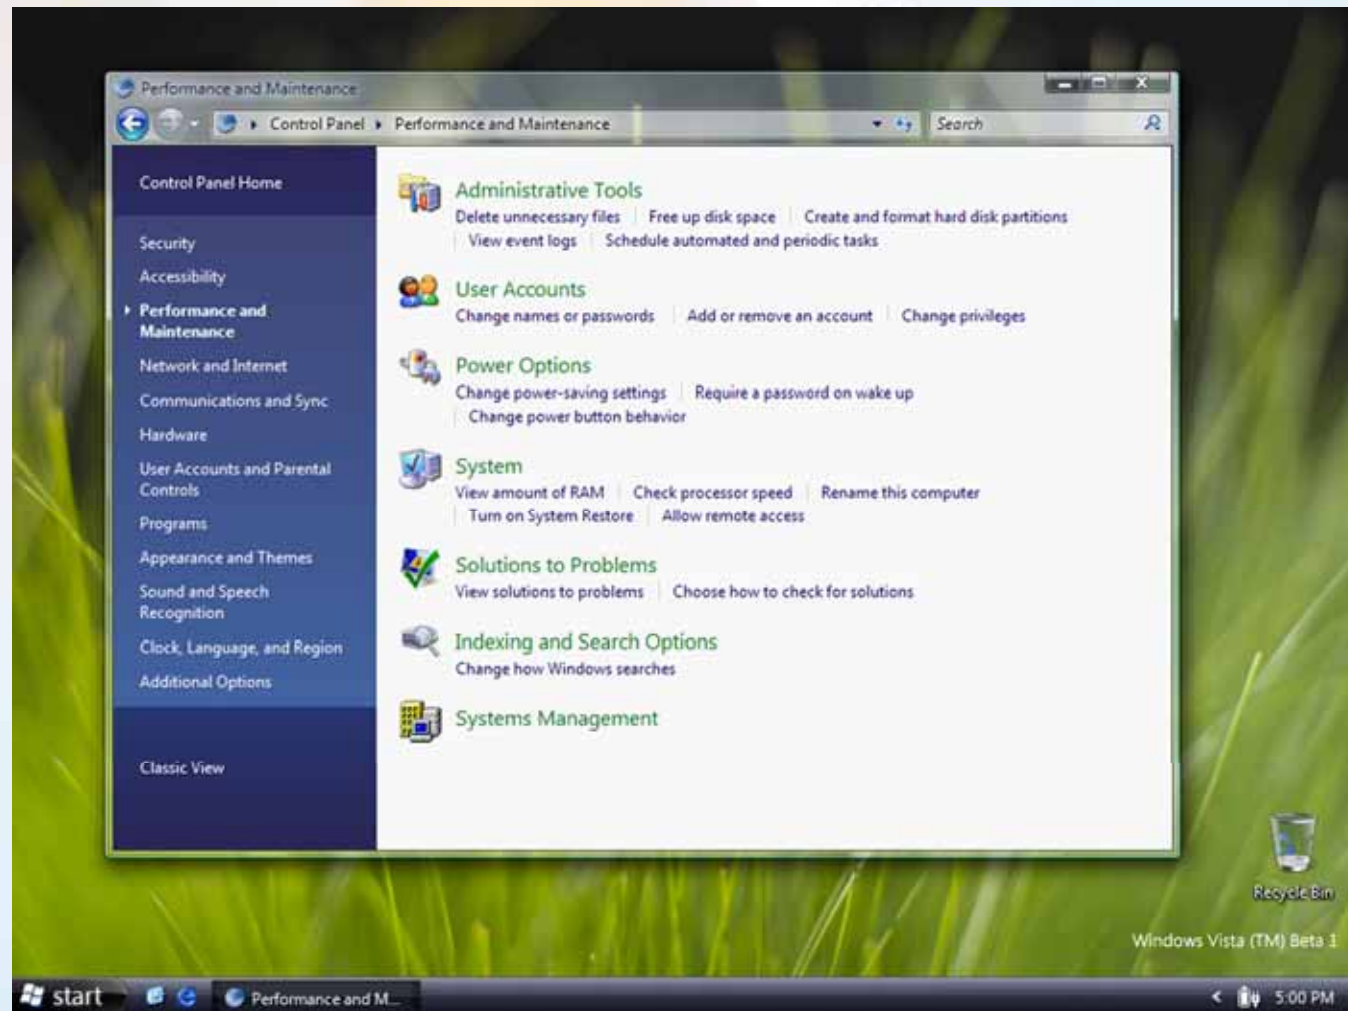 Performance and Maintenance
Control Panel Performance and Maintenance Search
Control Panel Home
Security
Accessibility
Performance and
Maintenance
Network and Internet
Communications and Sync
Hardware
User Accounts and Parental
Controls
Programs
Appearance and Themes
Sound and Speech
Recognition
Clock, Language, and Region
Additional Options
Classic View
Administrative Tools
Delete unnecessary files Free up disk space Create and format hard disk partitions
View event logs Schedule automated and periodic tasks
User Accounts
Change names or passwords Add or remove an account Change privileges
Power Options
Change power-saving settings Require a password on wake up
Change power button behavior
System
View amount of RAM Check processor speed Rename this computer
Turn on System Restore Allow remote access
Solutions to Problems
View solutions to problems Choose how to check for solutions
Indexing and Search Options
Change how Windows searches
Systems Management
Recycle Bin
Windows Vista (TM) Beta 1
start Performance and M... 5:00 PM